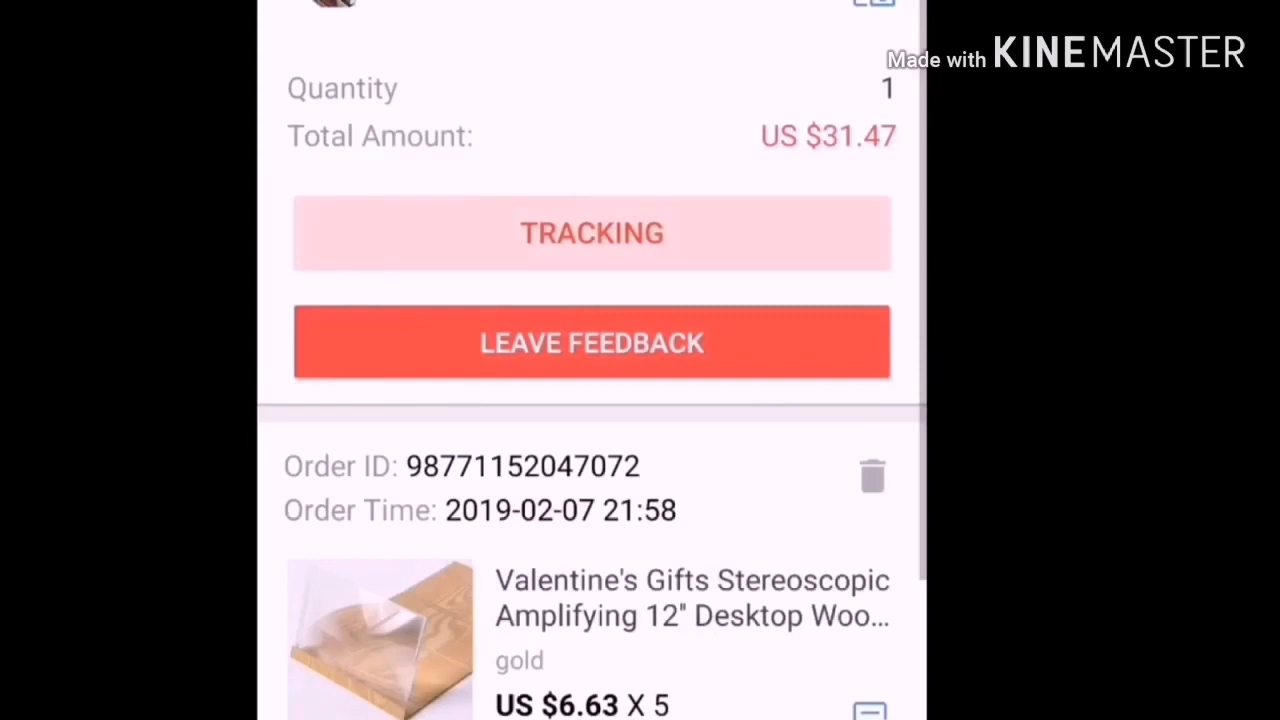 Made with KINEMASTER
Quantity 1
Total Amount: US $31.47
TRACKING
LEAVE FEEDBACK
Order ID: 98771152047072
Order Time: 2019-02-07 21:58
Valentine's Gifts Stereoscopic
Amplifying 12" Desktop Woo...
gold
US $6.63 X 5